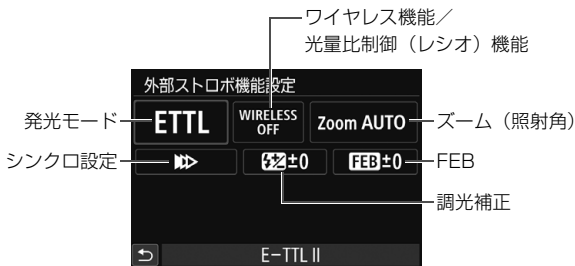 ワイヤレス機能／
光量比制御（レシオ）機能
外部ストロボ機能設定
発光モード
ETTL
WIRELESS
OFF
Zoom AUTO
ズーム（照射角）
シンクロ設定
±0
FEB±0
FEB
調光補正
E-TTL II